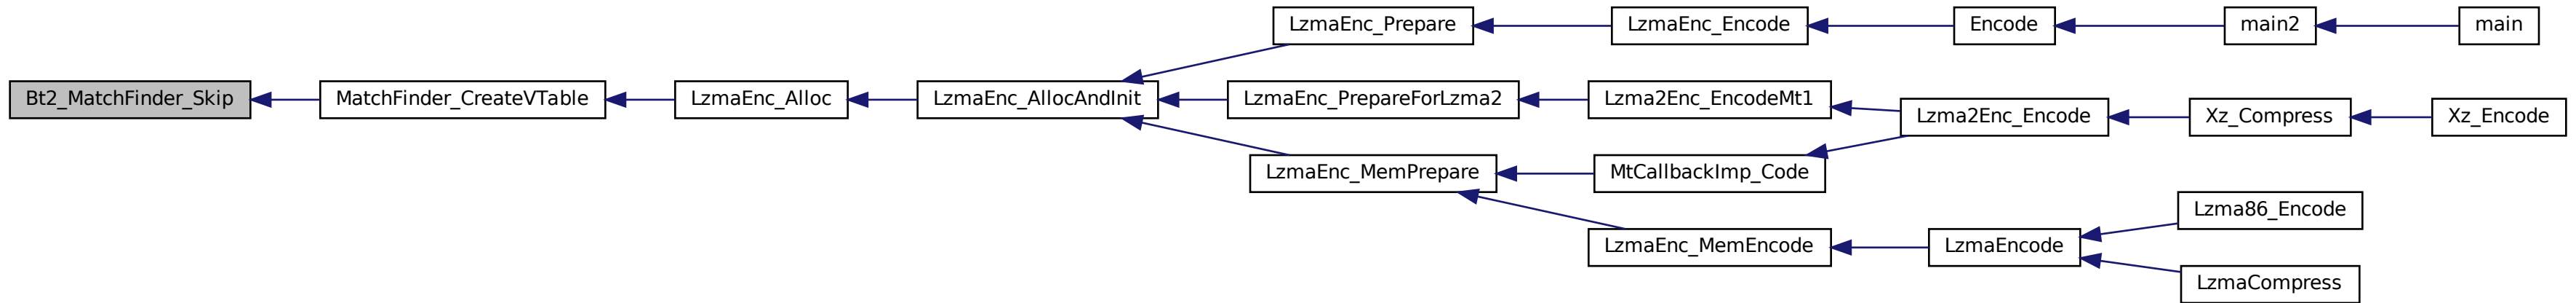 LzmaEnc_Prepare
LzmaEnc_Encode
Encode
main2
main
Bt2_MatchFinder_Skip
MatchFinder_CreateVTable
LzmaEnc_Alloc
LzmaEnc_AllocAndInit
LzmaEnc_PrepareForLzma2
Lzma2Enc_EncodeMt1
Lzma2Enc_Encode
Xz_Compress
Xz_Encode
LzmaEnc_MemPrepare
MtCallbackImp_Code
Lzma86_Encode
LzmaEnc_MemEncode
LzmaEncode
LzmaCompress